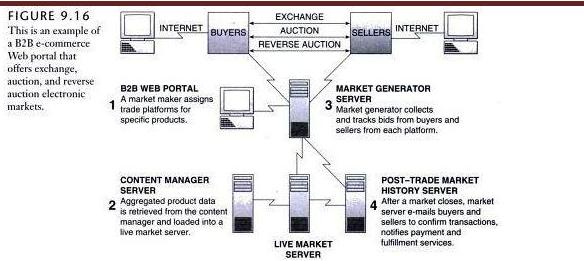 FIGURE 9.16
This is an example of
a B2B e-commerce
Web portal that
offers exchange,
auction, and reverse
auction electronic
markets.
INTERNET
BUYERS
EXCHANGE
AUCTION
REVERSE AUCTION
SELLERS
INTERNET
B2B WEB PORTAL
1 A market maker assigns
trade platforms for
specific products.
MARKET GENERATOR
SERVER
3 Market generator collects
and tracks bids from buyers and
sellers from each platform.
CONTENT MANAGER
SERVER
2 Aggregated product data
is retrieved from the content
manager and loaded into a
live market server.
LIVE MARKET
SERVER
POST-TRADE MARKET
HISTORY SERVER
4 After a market closes, market
server e-mails buyers and
sellers to confirm transactions,
notifies payment and
fulfillment services.